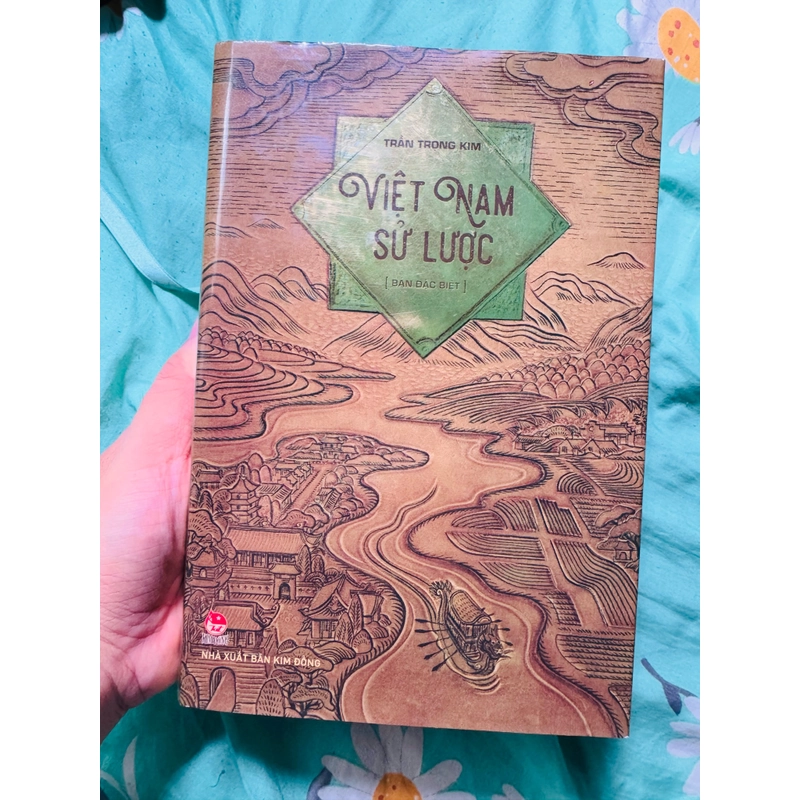 TRẦN TRỌNG KIM
VIỆT NAM
SỬ LƯỢC
[ BẢN ĐẶC BIỆT ]
NHÀ XUẤT BẢN KIM ĐỒNG